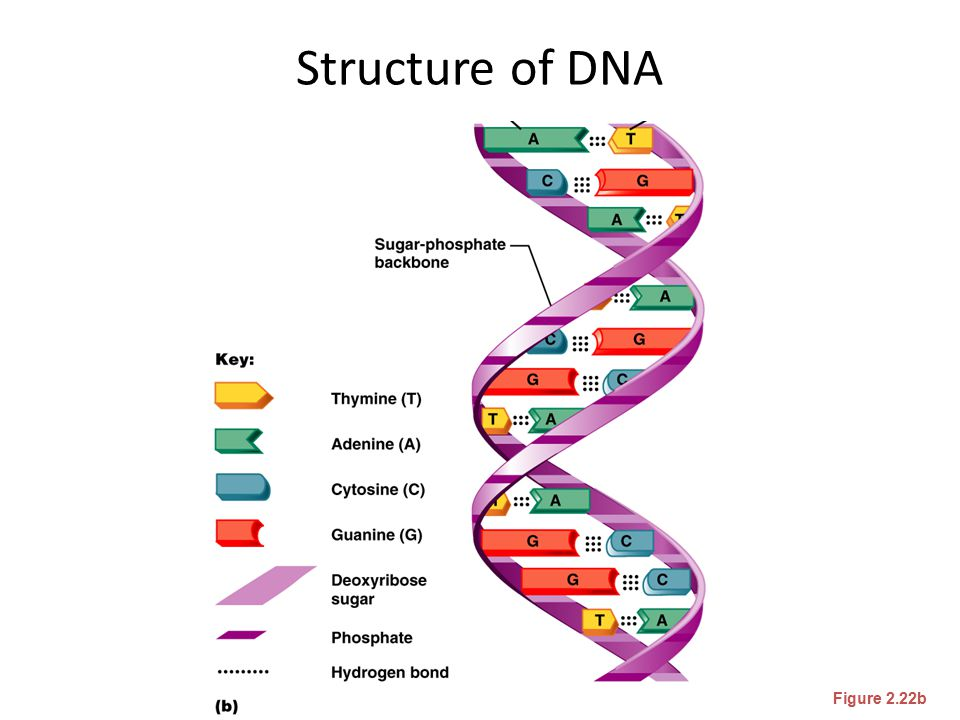 Structure of DNA
A T
C G
A T
Sugar-phosphate
backbone
A
C G
Key:
G C
Thymine (T)
T A
Adenine (A)
Cytosine (C)
T A
Guanine (G)
G C
Deoxyribose
sugar
G C
T A
Phosphate
Hydrogen bond
(b)
Figure 2.22b